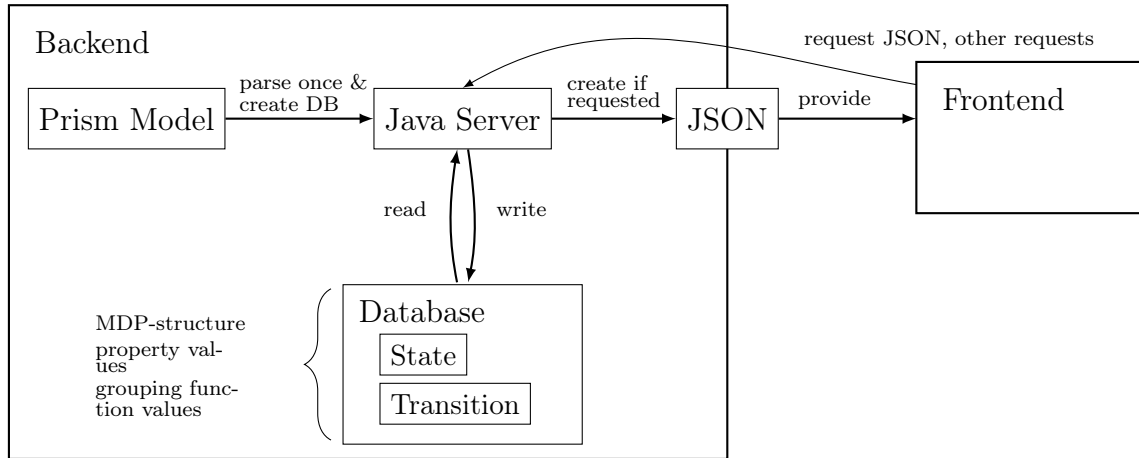 Backend
request JSON, other requests
parse once &
create DB
create if
requested
provide
Frontend
Prism Model
Java Server
JSON
read
write
MDP-structure
property val-
ues
grouping func-
tion values
Database
State
Transition